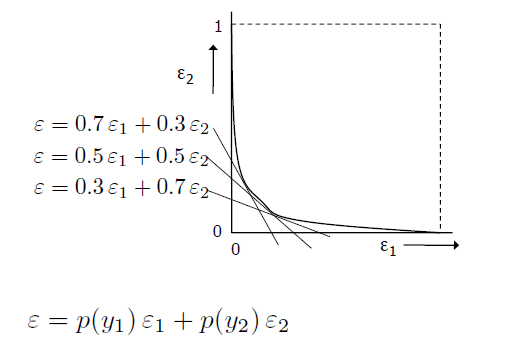 1
ε₂
ε = 0.7 ε₁ + 0.3 ε₂
ε = 0.5 ε₁ + 0.5 ε₂
ε = 0.3 ε₁ + 0.7 ε₂
0
0
ε₁
ε = p(y₁) ε₁ + p(y₂) ε₂